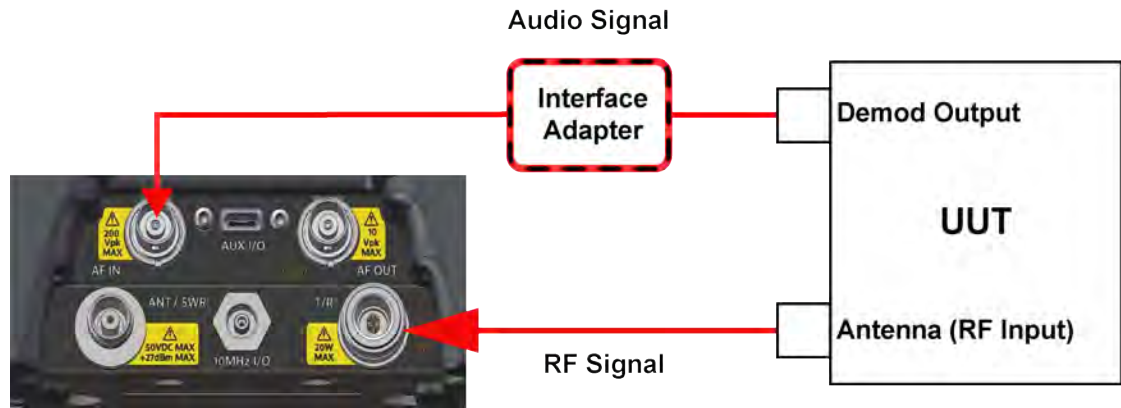 Audio Signal
Interface
Adapter
Demod Output
UUT
Antenna (RF Input)
RF Signal
200
Vpk
MAX
AF IN
AUX I/O
10
Vpk
MAX
AF OUT
ANT / SWR
50VDC MAX
+27dBm MAX
10MHz I/O
T/R
20W
MAX